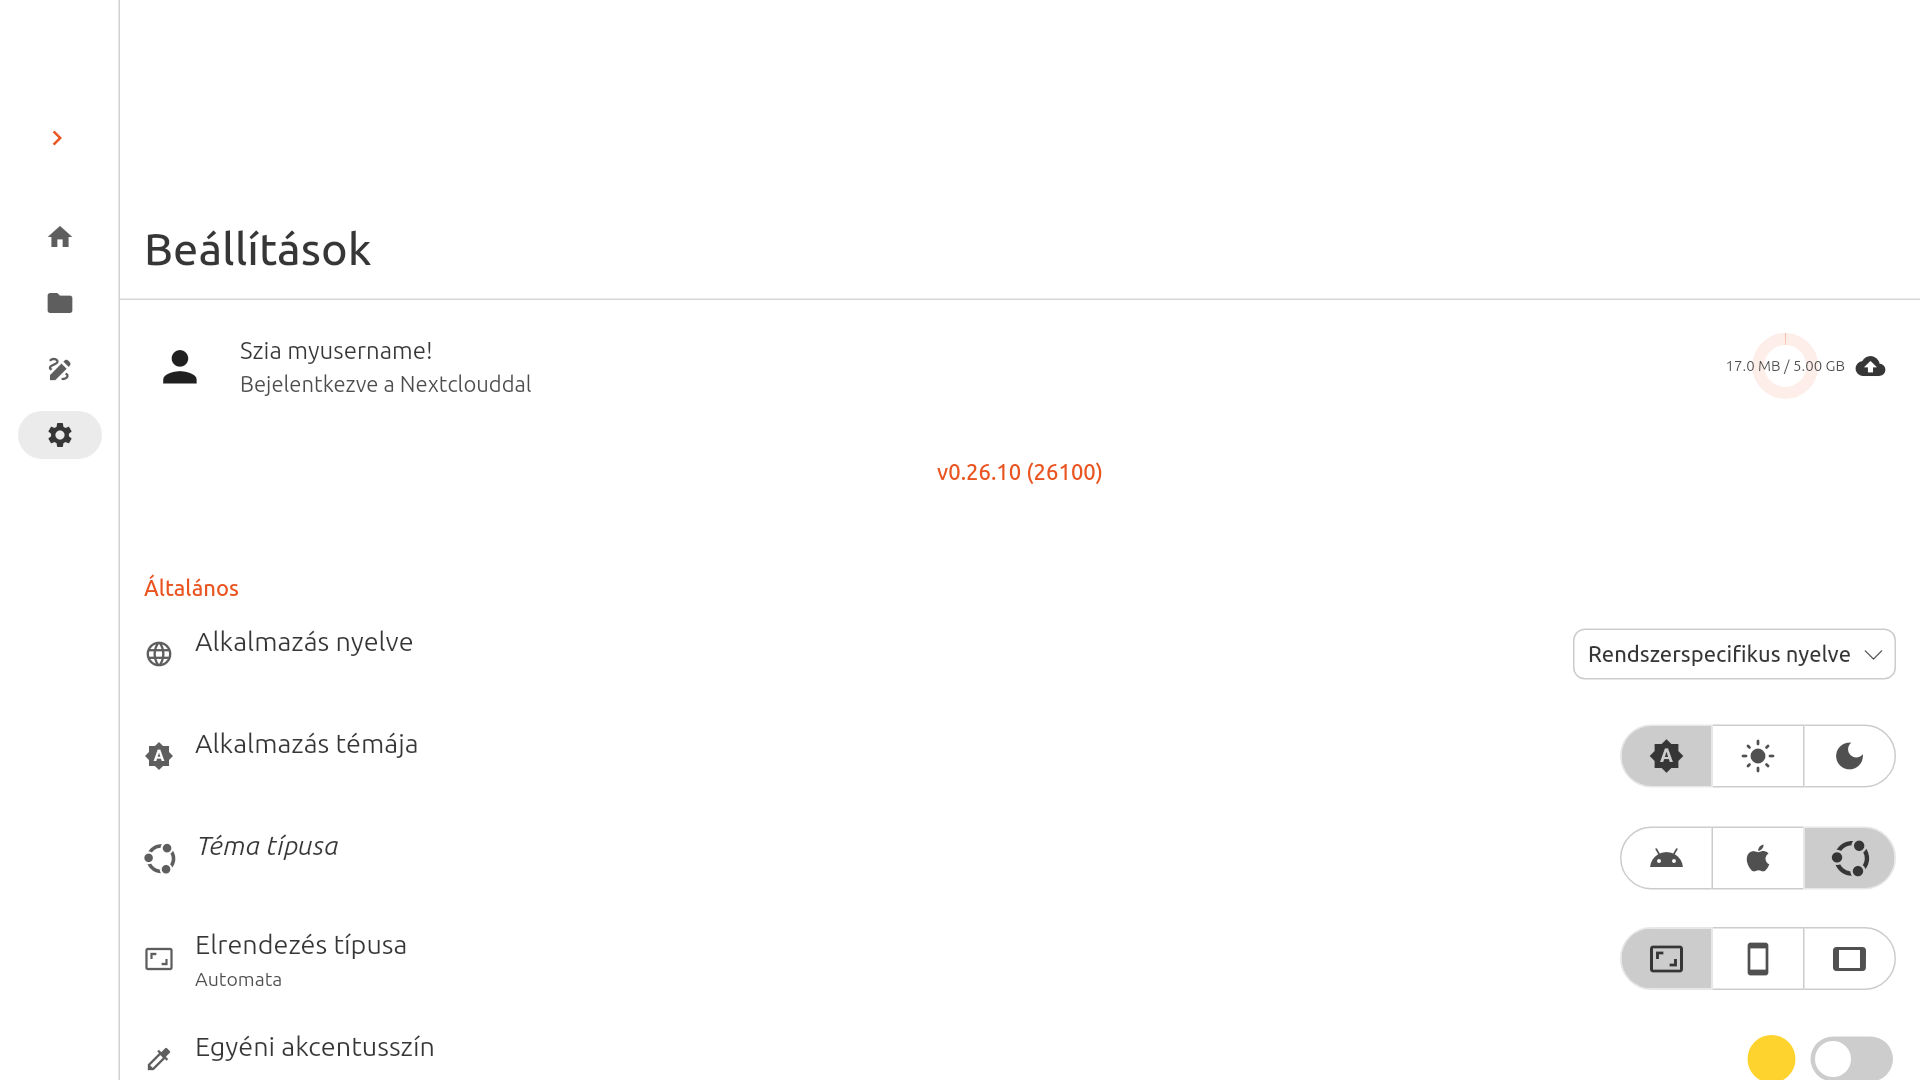 Beállítások
Szia myusername!
Bejelentkezve a Nextclouddal
17.0 MB / 5.00 GB
v0.26.10 (26100)
Általános
Alkalmazás nyelve
Rendszerspecifikus nyelve
Alkalmazás témája
Téma típusa
Elrendezés típusa
Automata
Egyéni akcentusszín